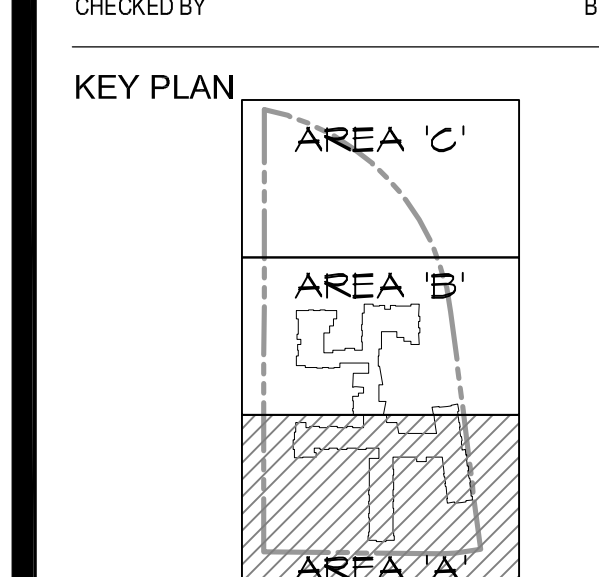 CHECKED BY B
KEY PLAN
AREA 'C'
AREA 'B'
AREA 'A'